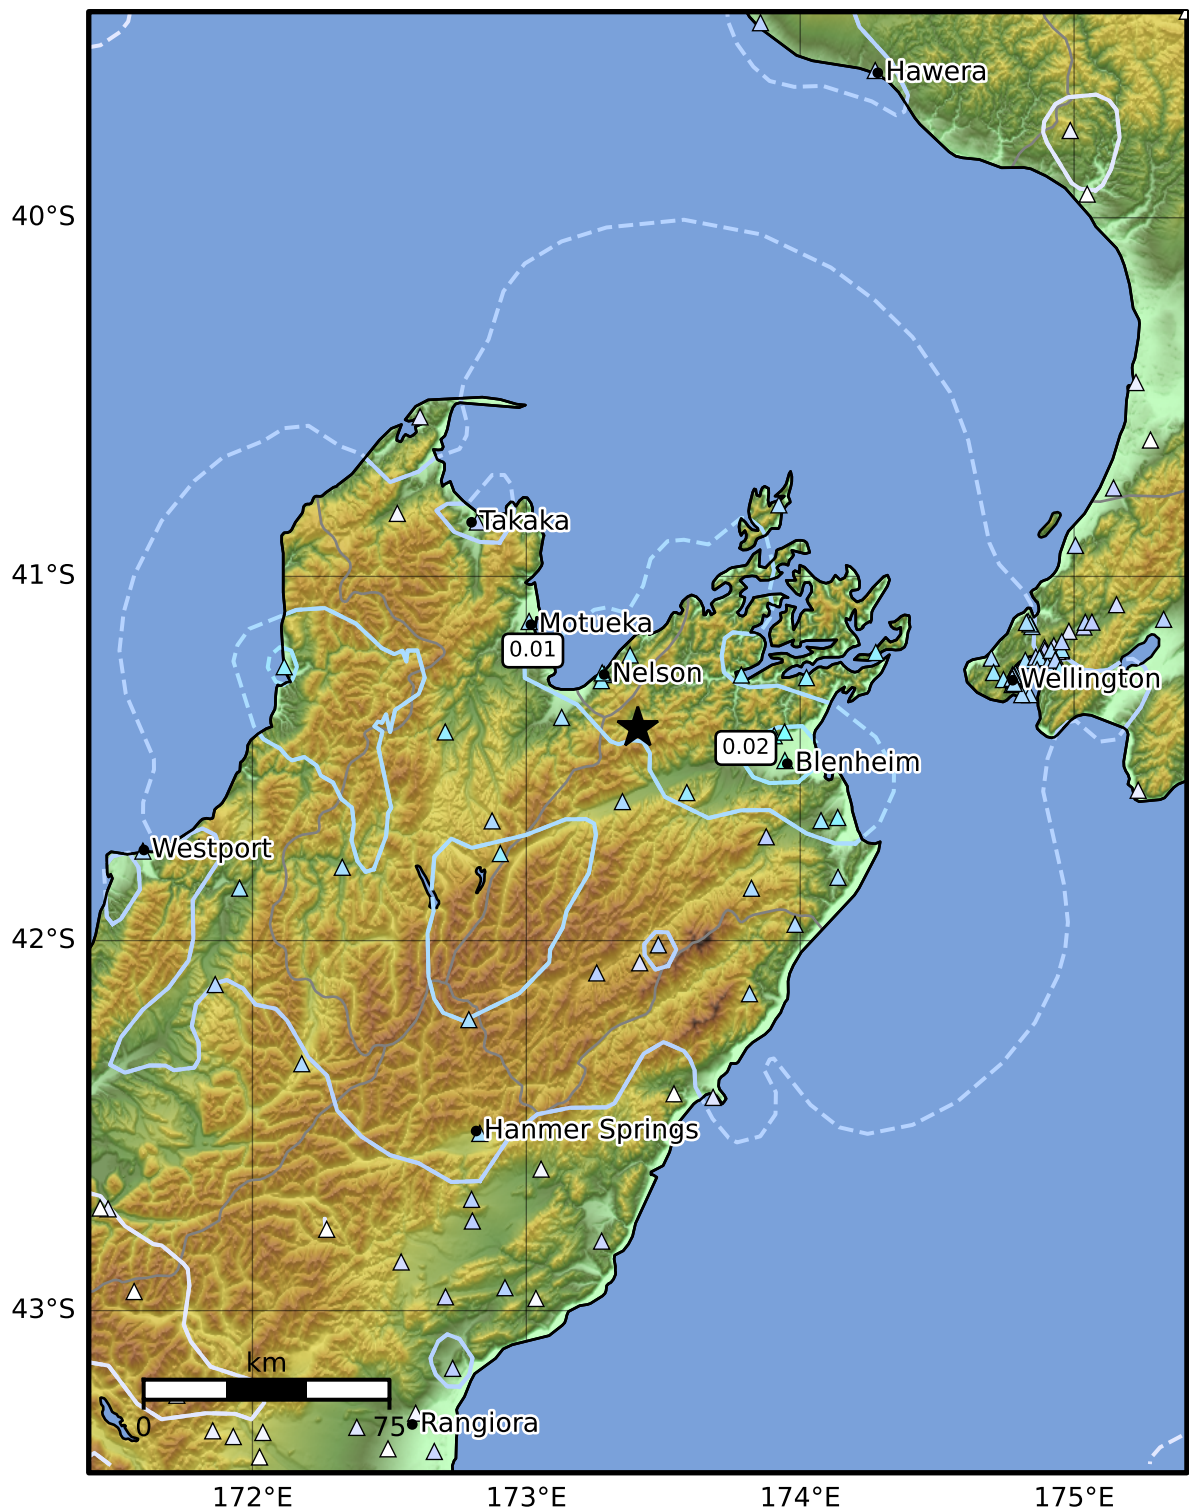 Hawera
40°S
Takaka
41°S
Motueka
0.01
Nelson
Wellington
0.02
Blenheim
Westport
42°S
Hanmer Springs
43°S
km
0
75
Rangiora
172°E
173°E
174°E
175°E